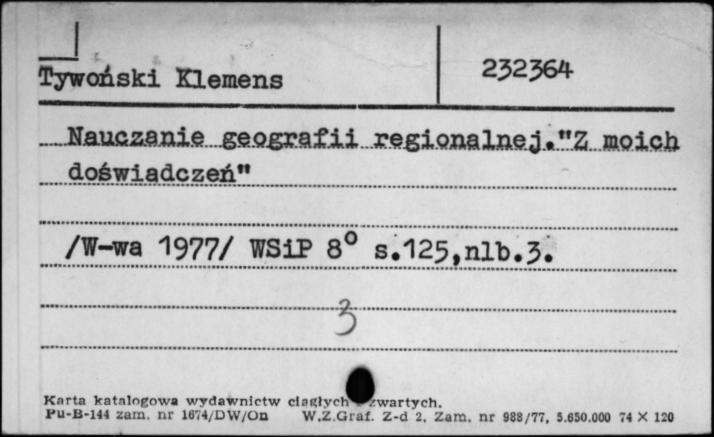 Tywoński Klemens
232364
Nauczanie geografii regionalnej."Z moich
doświadczeń"
/W-wa 1977/ WSiP 8° s.125,nlb.3.
3
Karta katalogowa wydawnictw ciągłych zwartych.
Pu-B-144 zam. nr 1674/DW/On W.Z.Graf. Z-d 2, Zam. nr 988/77, 5.650.000 74 X 120